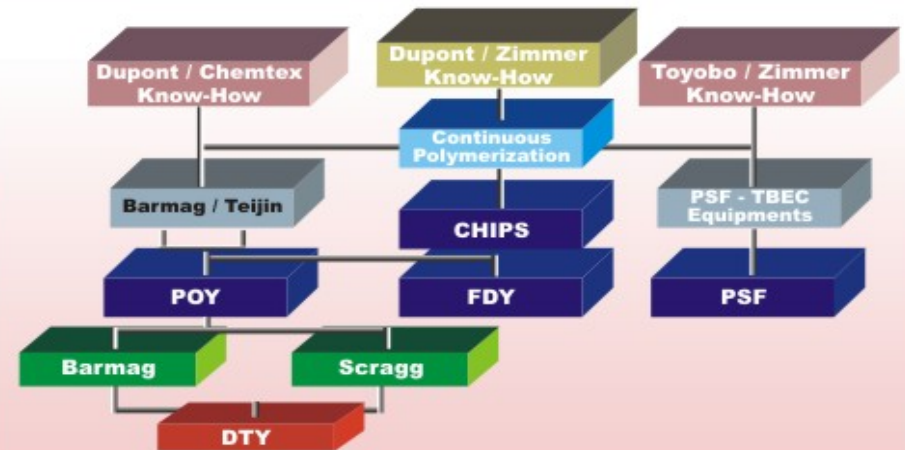 Dupont / Chemtex
Know-How
Dupont / Zimmer
Know-How
Toyobo / Zimmer
Know-How
Continuous
Polymerization
Barmag / Teijin
CHIPS
PSF - TBEC
Equipments
POY
FDY
PSF
Barmag
Scragg
DTY